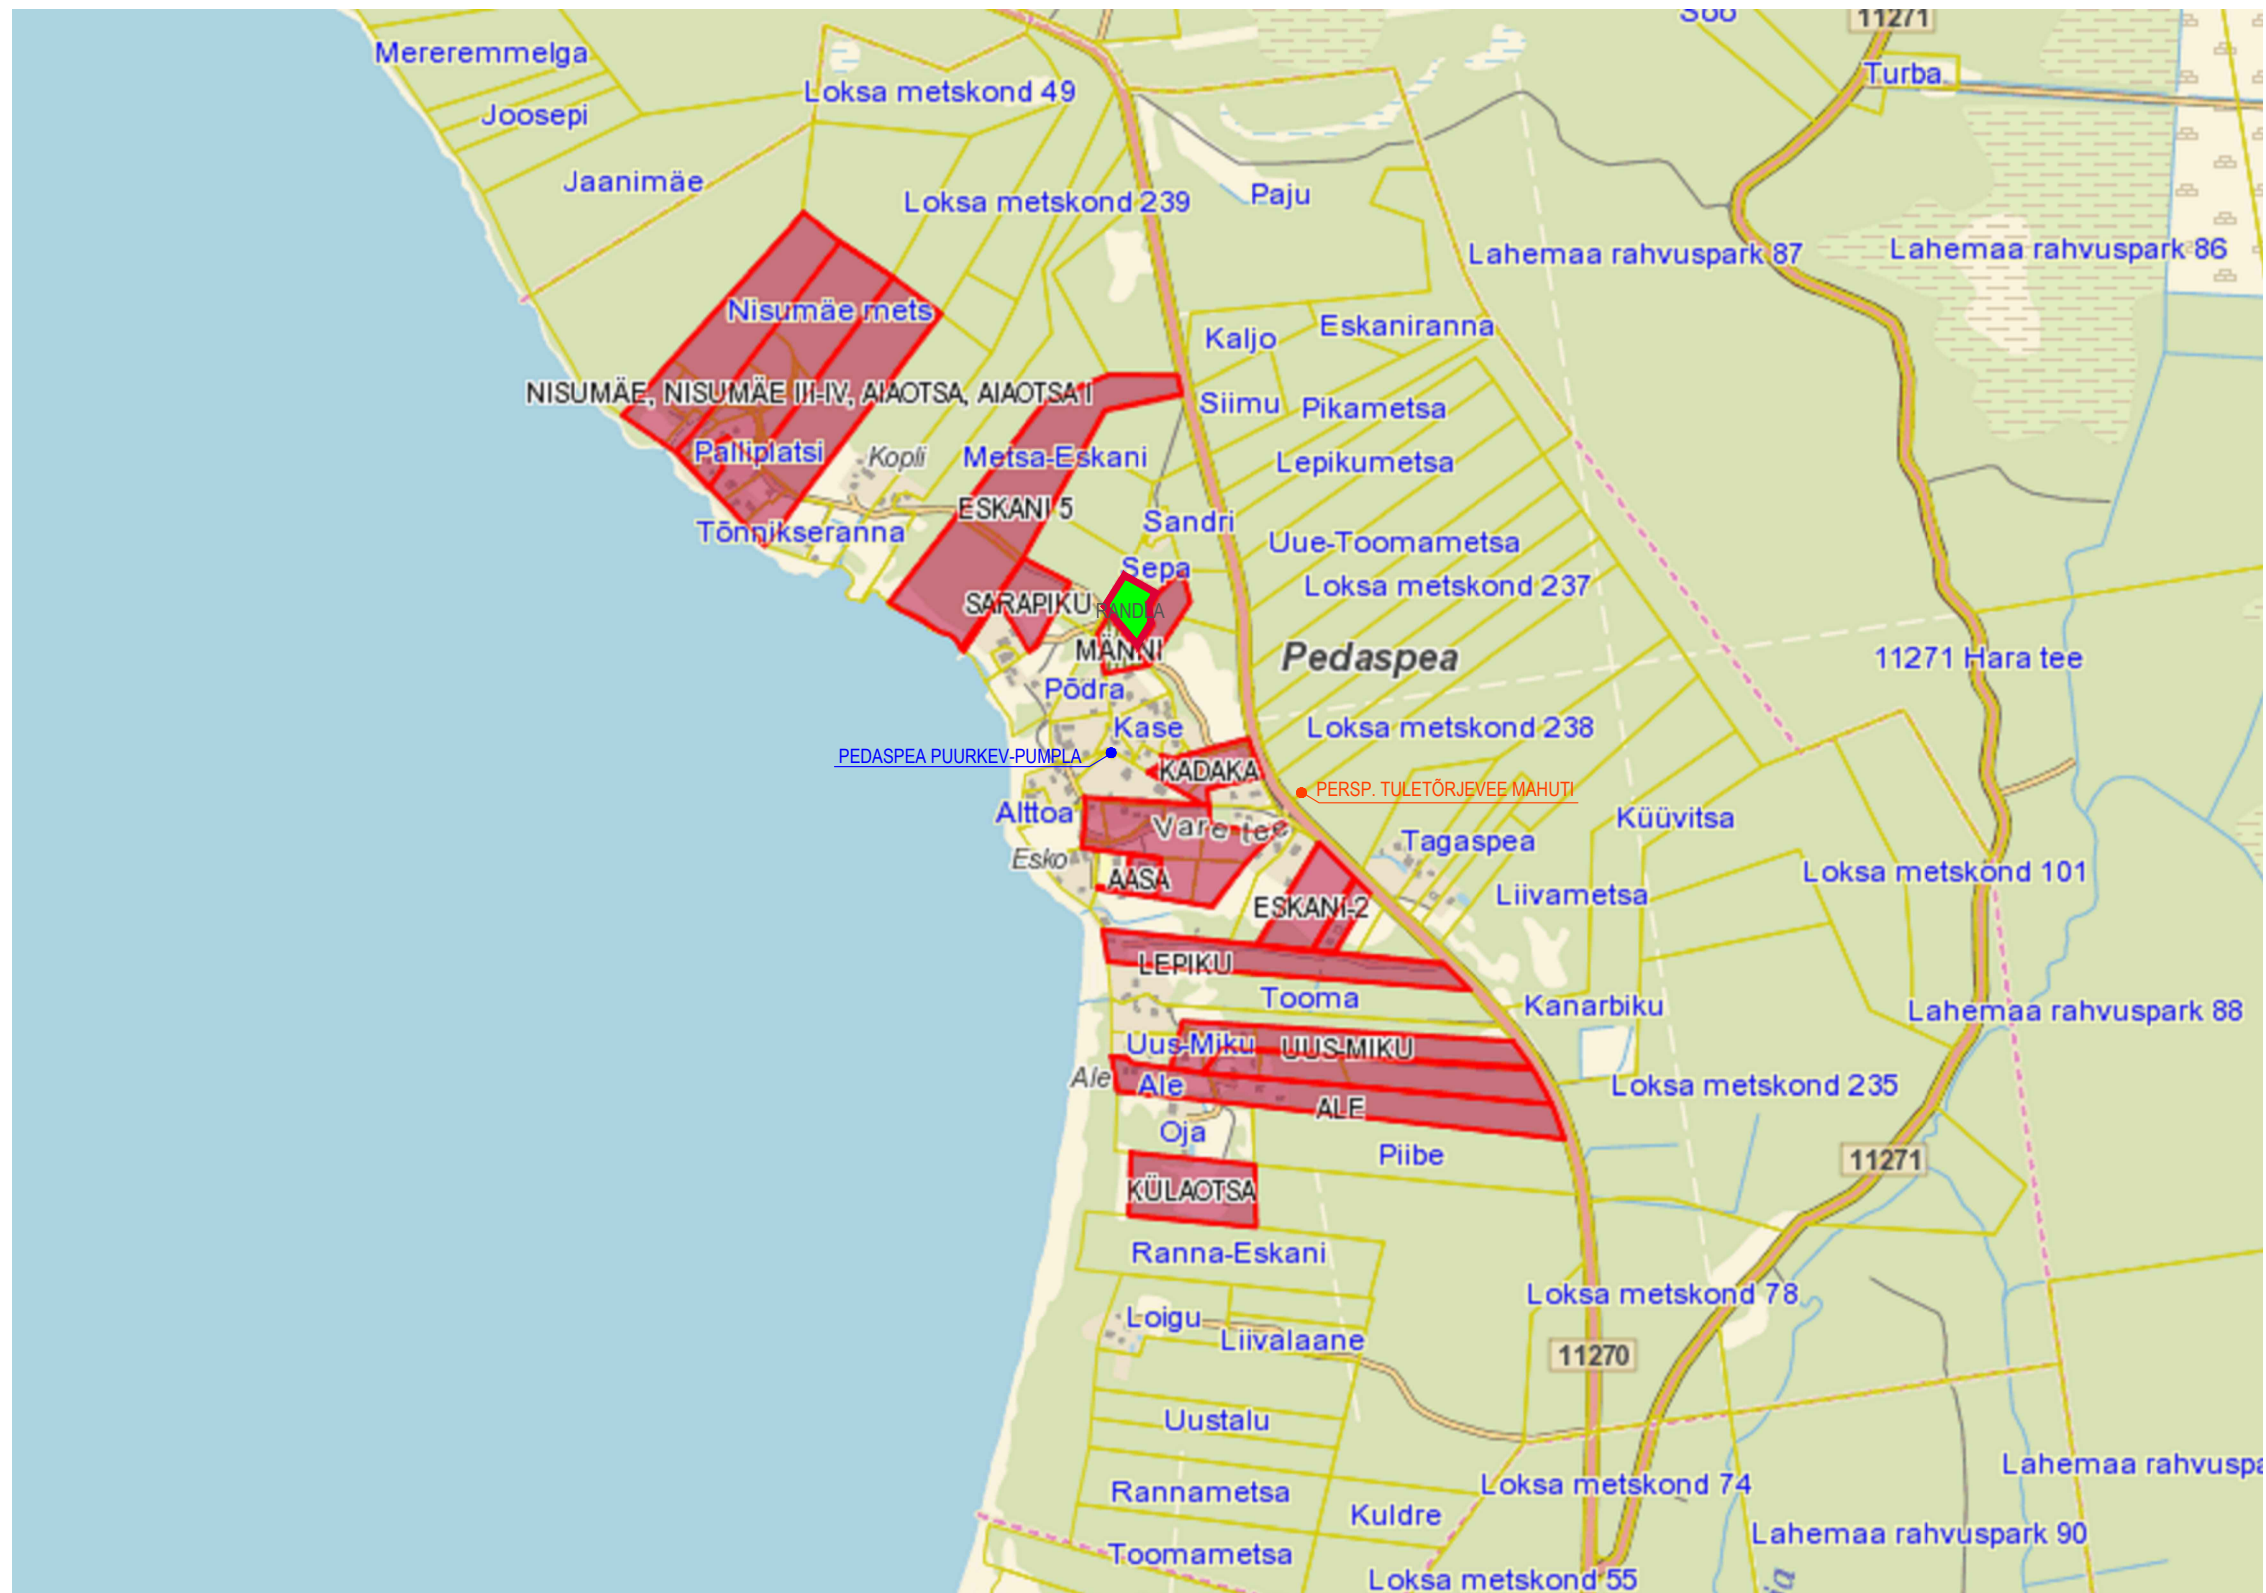 Soo
11271
Mereremmelga
Turba
Loksa metskond 49
Joosepi
Jaanimäe
Paju
Loksa metskond 239
Lahemaa rahvuspark 87
Lahemaa rahvuspark 86
Nisumäe mets
Eskaniranna
Kaljo
NISUMÄE, NISUMÄE III-IV, AIAOTSA, AIAOTSA I
Siimu
Pikametsa
Palliplatsi
Kopli
Metsa-Eskani
Lepikumetsa
ESKANI 5
Sandri
Tõnnikseranna
Uue-Toomametsa
Sepa
Loksa metskond 237
SARAPIKU
RANDLA
MÄNNI
Pedaspea
11271 Hara tee
Põdra
Kase
Loksa metskond 238
PEDASPEA PUURKEV-PUMPLA
KADAKA
PERSP. TULETÕRJEVEE MAHUTI
Alttoa
Vare tee
Küüvitsa
Tagaspea
Esko
AASA
Loksa metskond 101
Liivametsa
ESKANI-2
LEPIKU
Tooma
Kanarbiku
Lahemaa rahvuspark 88
Uus-Miku
UUS-MIKU
Ale
Ale
Loksa metskond 235
ALE
Oja
Piibe
11271
KÜLAOTSA
Ranna-Eskani
Loksa metskond 78
Loigu
Liivalaane
11270
Uustalu
Lahemaa rahvuspa
Loksa metskond 74
Rannametsa
Kuldre
Lahemaa rahvuspark 90
Toomametsa
Loksa metskond 55